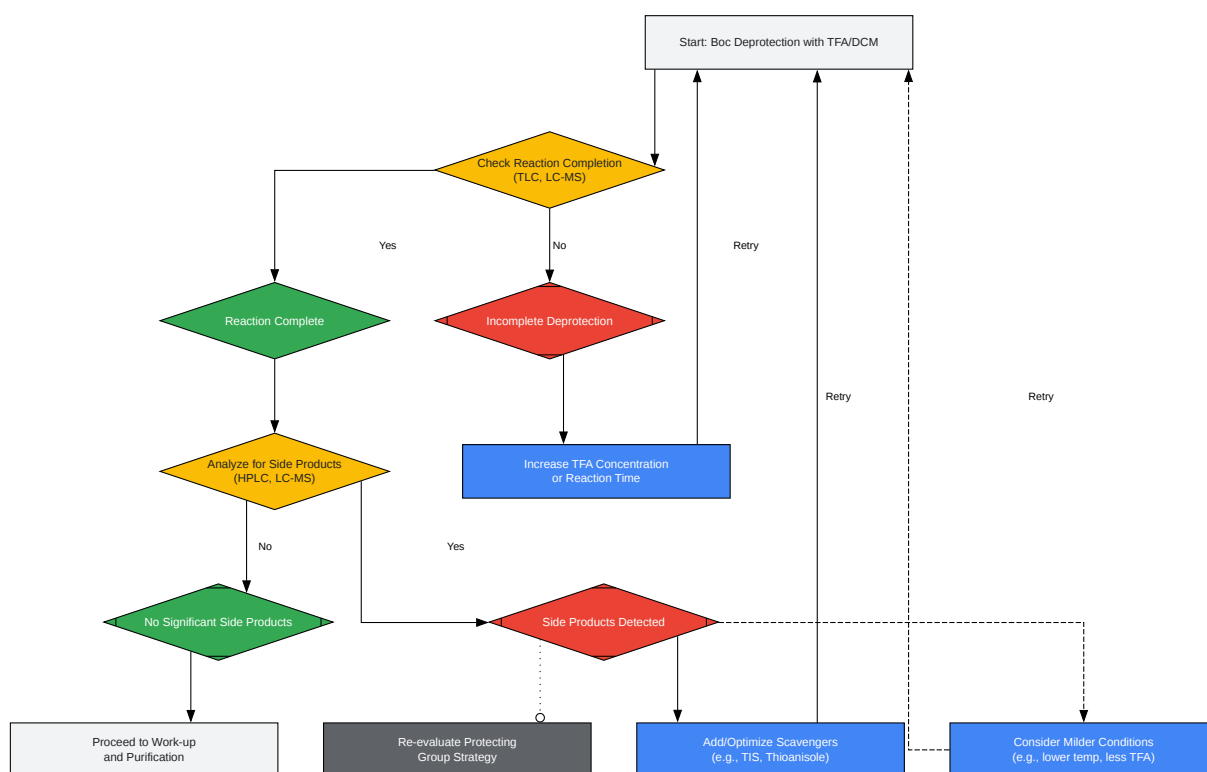 Start: Boc Deprotection with TFA/DCM
Check Reaction Completion
(TLC, LC-MS)
Yes
No
Retry
Reaction Complete
Incomplete Deprotection
Retry
Retry
Analyze for Side Products
(HPLC, LC-MS)
Increase TFA Concentration
or Reaction Time
No
Yes
No Significant Side Products
Side Products Detected
Proceed to Work-up
and Purification
Re-evaluate Protecting
Group Strategy
Add/Optimize Scavengers
(e.g., TIS, Thioanisole)
Consider Milder Conditions
(e.g., lower temp, less TFA)